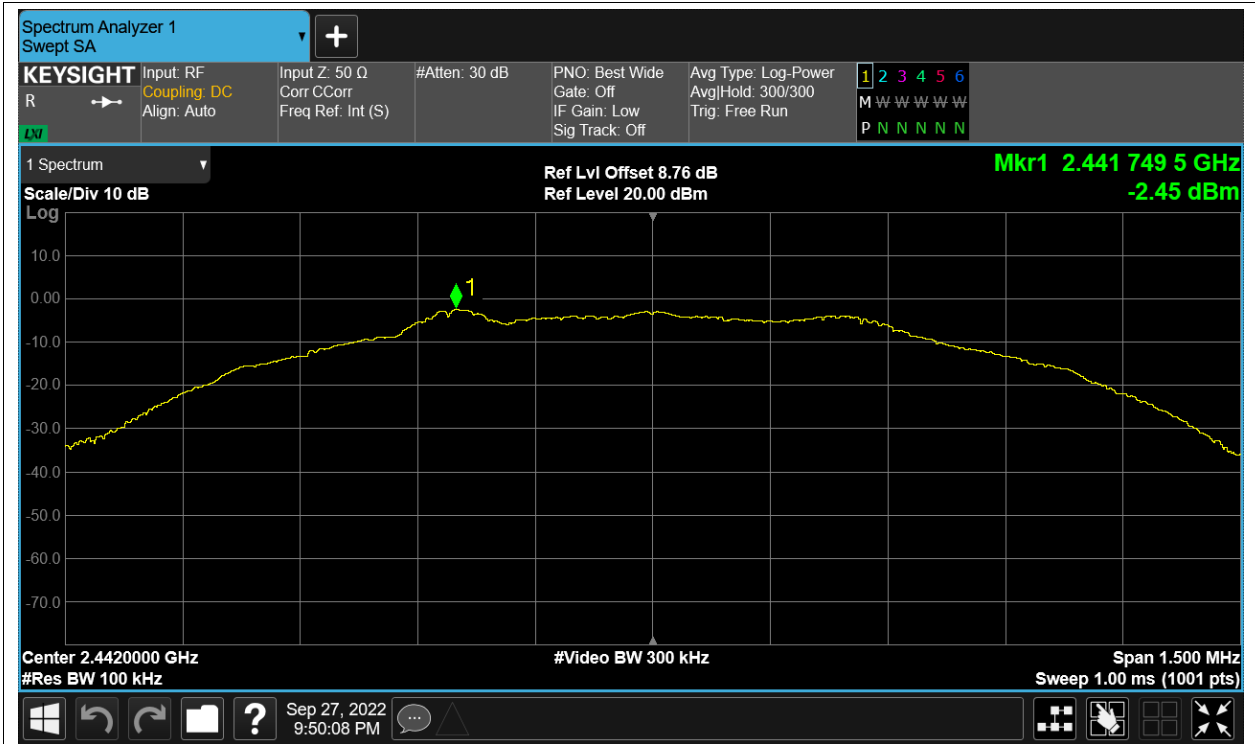 Spectrum Analyzer 1
Swept SA
+
KEYSIGHT
R
LXI
Input: RF
Coupling: DC
Align: Auto
Input Z: 50 Ω
Corr CCorr
Freq Ref: Int (S)
#Atten: 30 dB
PNO: Best Wide
Gate: Off
IF Gain: Low
Sig Track: Off
Avg Type: Log-Power
Avg|Hold: 300/300
Trig: Free Run
1 2 3 4 5 6
M W W W W W
P N N N N N
1 Spectrum
Scale/Div 10 dB
Log
Ref Lvl Offset 8.76 dB
Ref Level 20.00 dBm
Mkr1 2.441 749 5 GHz
-2.45 dBm
10.0
0.00
-10.0
-20.0
-30.0
-40.0
-50.0
-60.0
-70.0
1
Center 2.4420000 GHz
#Res BW 100 kHz
#Video BW 300 kHz
Span 1.500 MHz
Sweep 1.00 ms (1001 pts)
?
Sep 27, 2022
9:50:08 PM